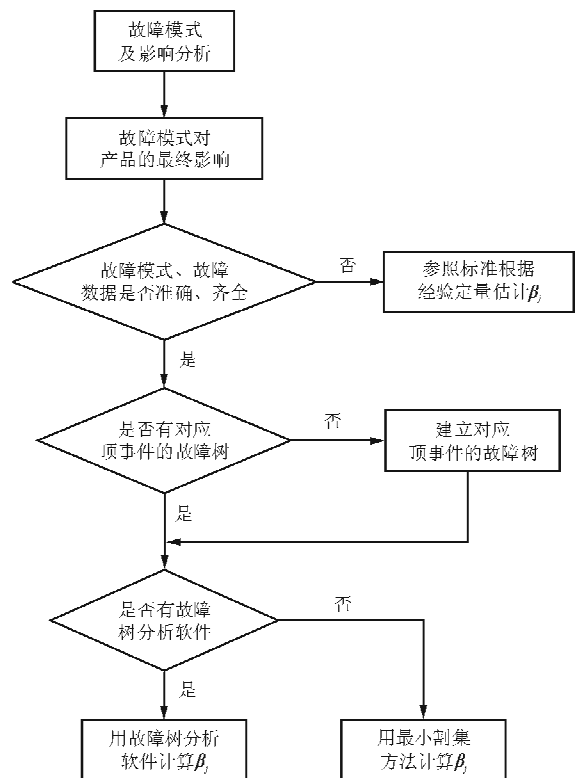 故障模式
及影响分析
故障模式对
产品的最终影响
故障模式、故障
数据是否准确、齐全
否
参照标准根据
经验定量估计βj
是
是否有对应
顶事件的故障树
否
建立对应
顶事件的故障树
是
是否有故障
树分析软件
否
是
用故障树分析
软件计算βj
用最小割集
方法计算βj